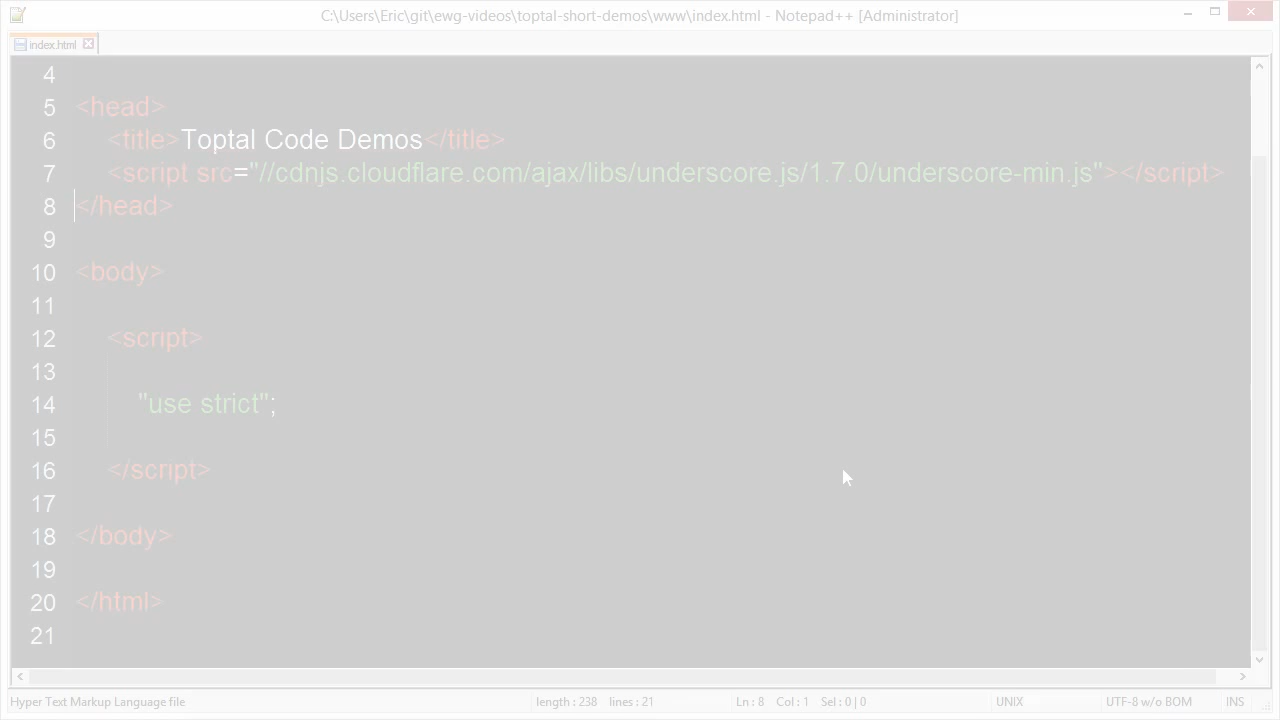 C:\Users\Eric\git\ewg-videos\toptal-short-demos\www\index.html - Notepad++ [Administrator]
index.html
4
5 <head>
6 <title>Toptal Code Demos</title>
7 <script src="//cdnjs.cloudflare.com/ajax/libs/underscore.js/1.7.0/underscore-min.js"></script>
8 </head>
9
10 <body>
11
12 <script>
13
14 "use strict";
15
16 </script>
17
18 </body>
19
20 </html>
21
Hyper Text Markup Language file length : 238 lines : 21 Ln : 8 Col : 1 Sel : 0 | 0 UNIX UTF-8 w/o BOM INS